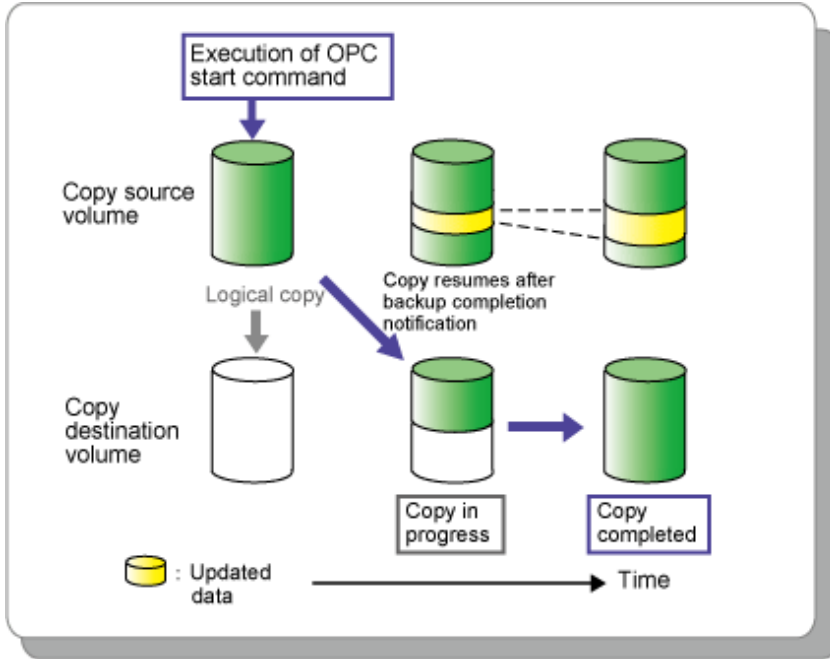 Execution of OPC
start command
Copy source
volume
Logical copy
Copy resumes after
backup completion
notification
Copy
destination
volume
Copy in
progress
Copy
completed
: Updated
data
Time